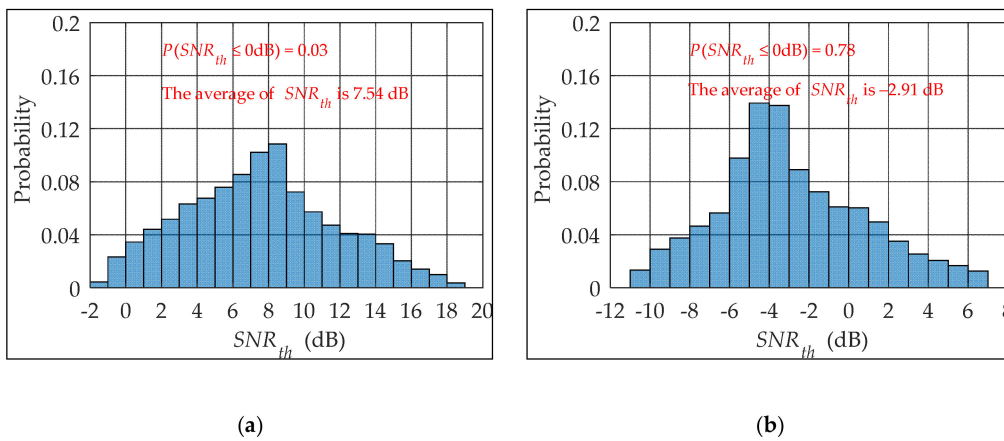 0.2
0.16
0.12
0.08
0.04
0
Probability
P(SNRth ≤ 0dB) = 0.03
The average of SNRth is 7.54 dB
-2 0 2 4 6 8 10 12 14 16 18 20
SNRth (dB)
(a)
0.2
0.16
0.12
0.08
0.04
0
Probability
P(SNRth ≤ 0dB) = 0.78
The average of SNRth is –2.91 dB
-12 -10 -8 -6 -4 -2 0 2 4 6 8
SNRth (dB)
(b)